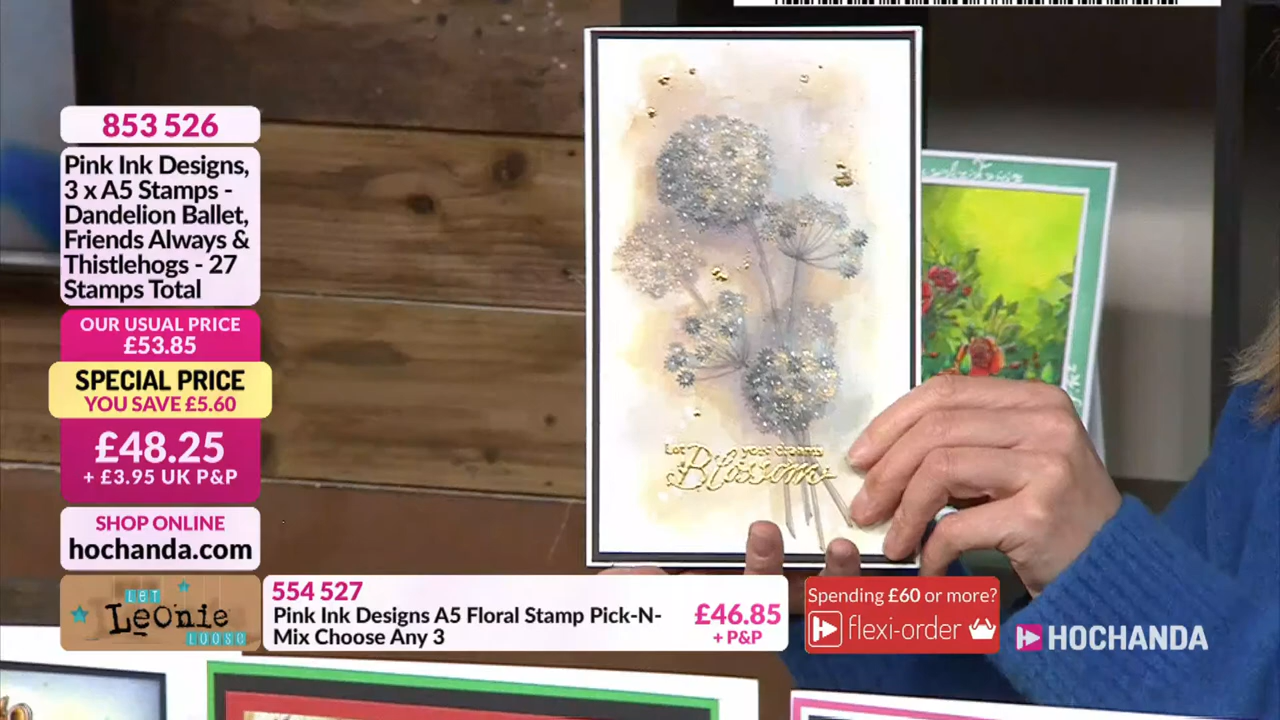 853 526
Pink Ink Designs,
3 x A5 Stamps -
Dandelion Ballet,
Friends Always &
Thistlehogs - 27
Stamps Total
OUR USUAL PRICE
£53.85
SPECIAL PRICE
YOU SAVE £5.60
£48.25
+ £3.95 UK P&P
SHOP ONLINE
hochanda.com
Let your dreams
Blossom
LET
Leonie
LOOSE
554 527
Pink Ink Designs A5 Floral Stamp Pick-N-
Mix Choose Any 3
£46.85
+ P&P
Spending £60 or more?
flexi-order
HOCHANDA